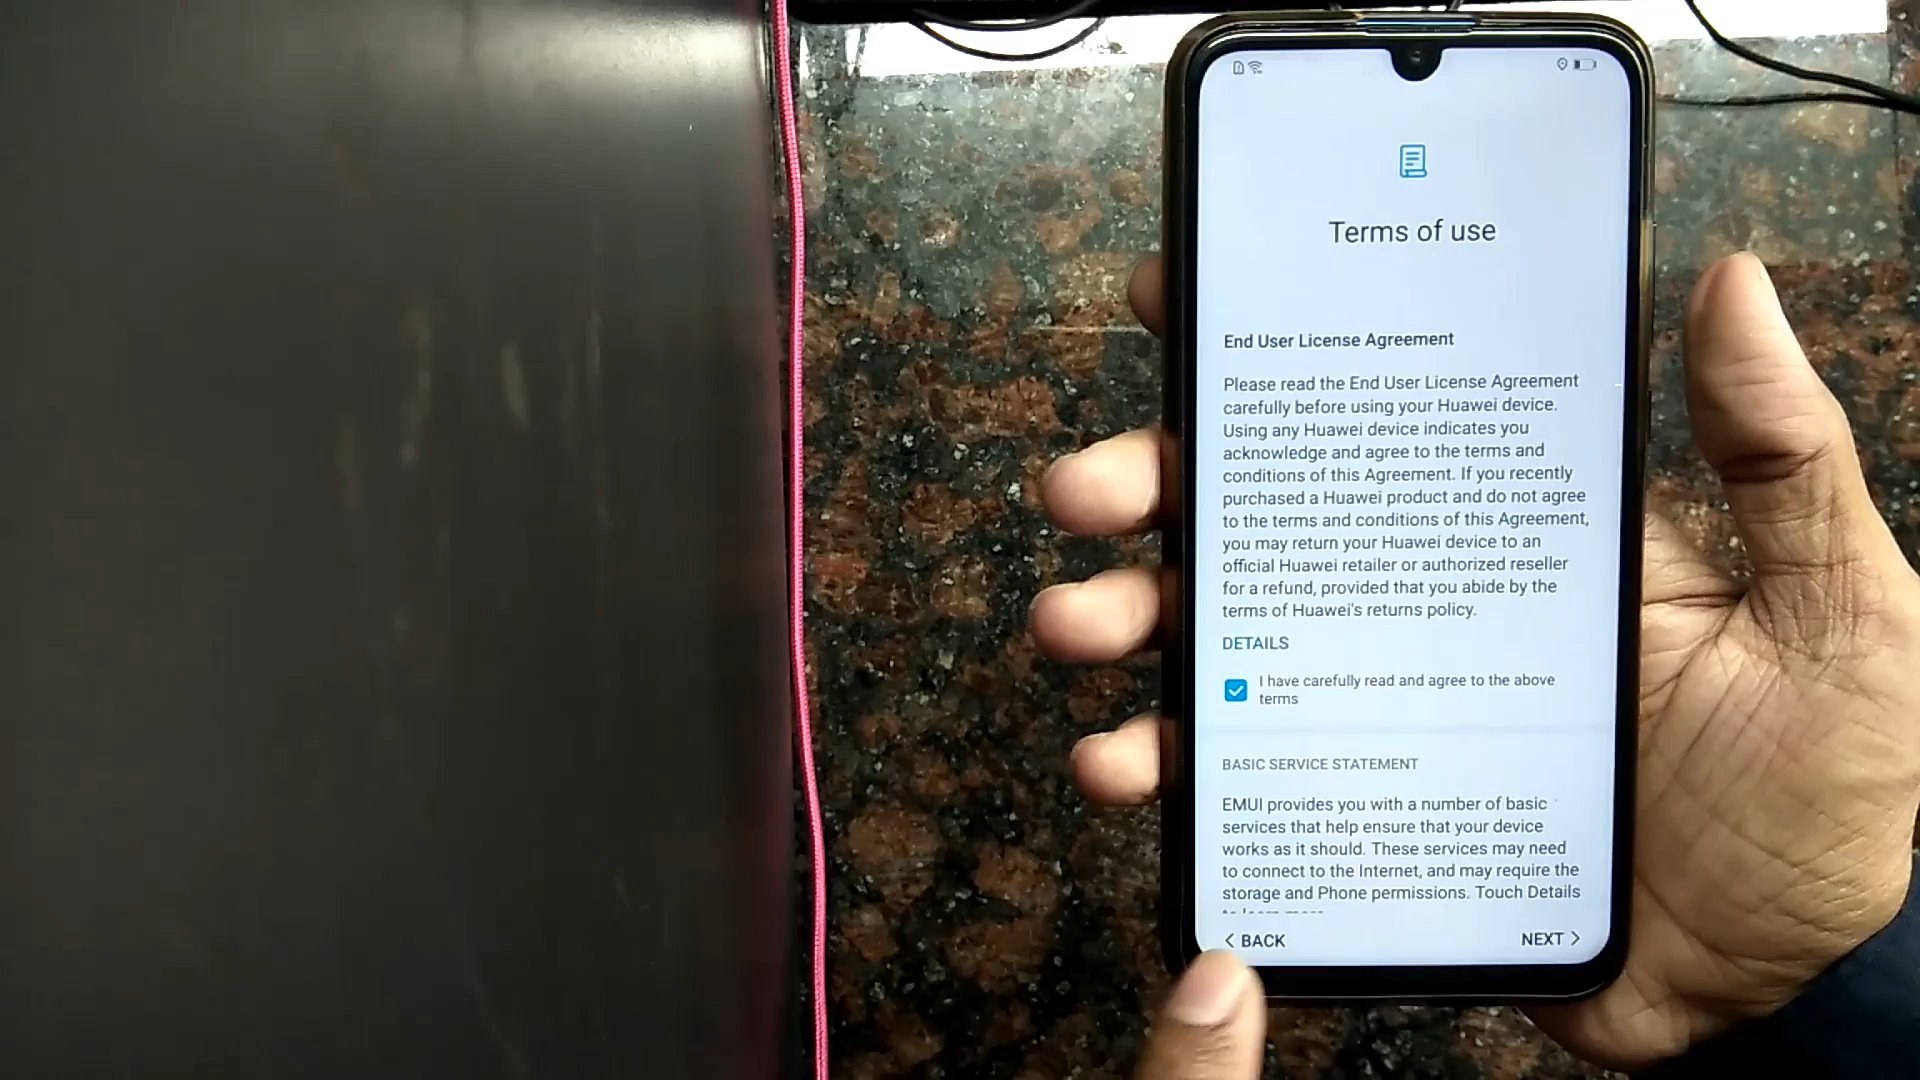 Terms of use
End User License Agreement
Please read the End User License Agreement
carefully before using your Huawei device.
Using any Huawei device indicates you
acknowledge and agree to the terms and
conditions of this Agreement. If you recently
purchased a Huawei product and do not agree
to the terms and conditions of this Agreement,
you may return your Huawei device to an
official Huawei retailer or authorized reseller
for a refund, provided that you abide by the
terms of Huawei's returns policy.
DETAILS
I have carefully read and agree to the above
terms
BASIC SERVICE STATEMENT
EMUI provides you with a number of basic
services that help ensure that your device
works as it should. These services may need
to connect to the Internet, and may require the
storage and Phone permissions. Touch Details
BACK
NEXT